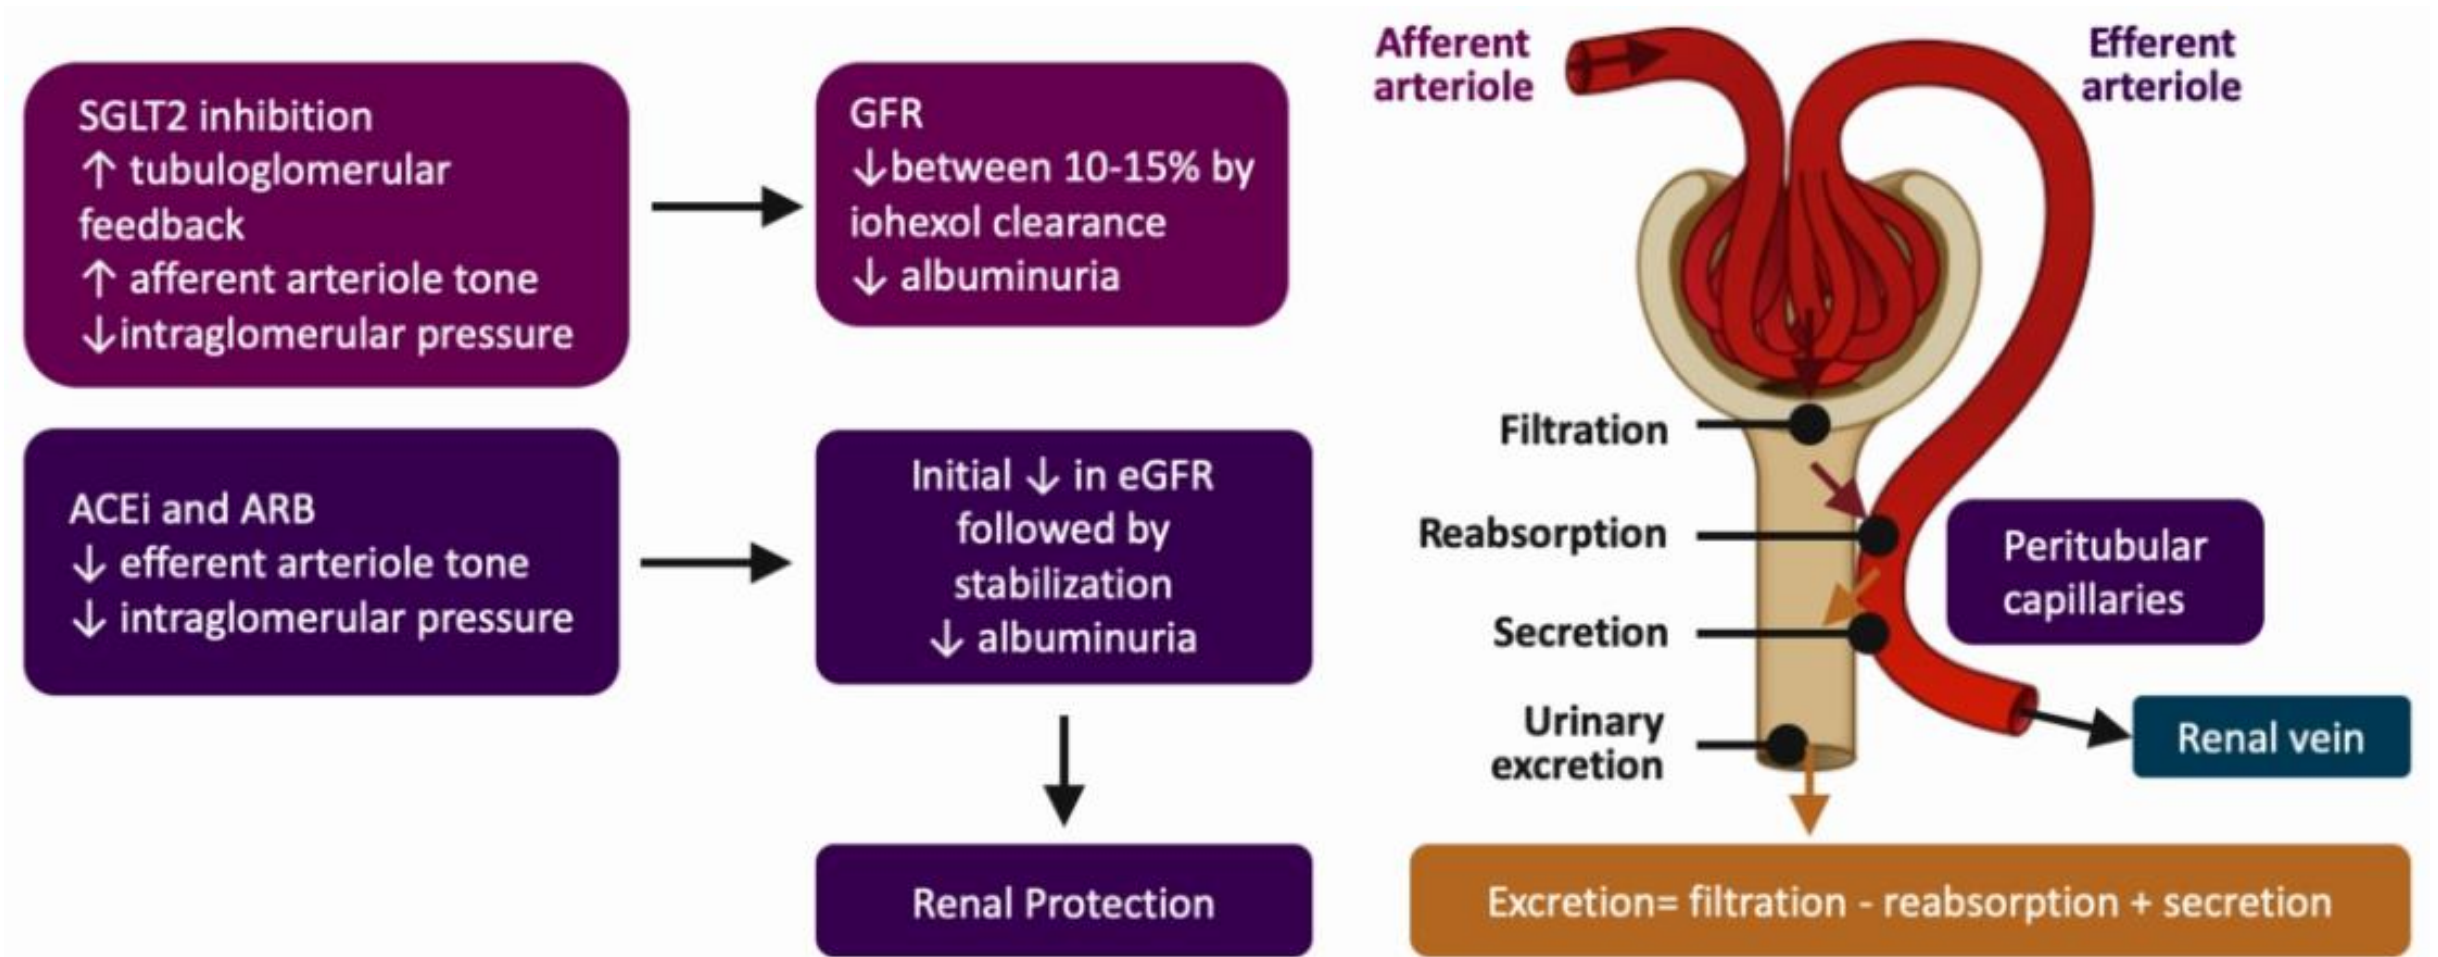 SGLT2 inhibition
↑ tubuloglomerular
feedback
↑ afferent arteriole tone
↓intraglomerular pressure
GFR
↓between 10-15% by
iohexol clearance
↓ albuminuria
ACEi and ARB
↓ efferent arteriole tone
↓ intraglomerular pressure
Initial ↓ in eGFR
followed by
stabilization
↓ albuminuria
Renal Protection
Afferent
arteriole
Efferent
arteriole
Filtration
Reabsorption
Secretion
Urinary
excretion
Peritubular
capillaries
Renal vein
Excretion= filtration - reabsorption + secretion